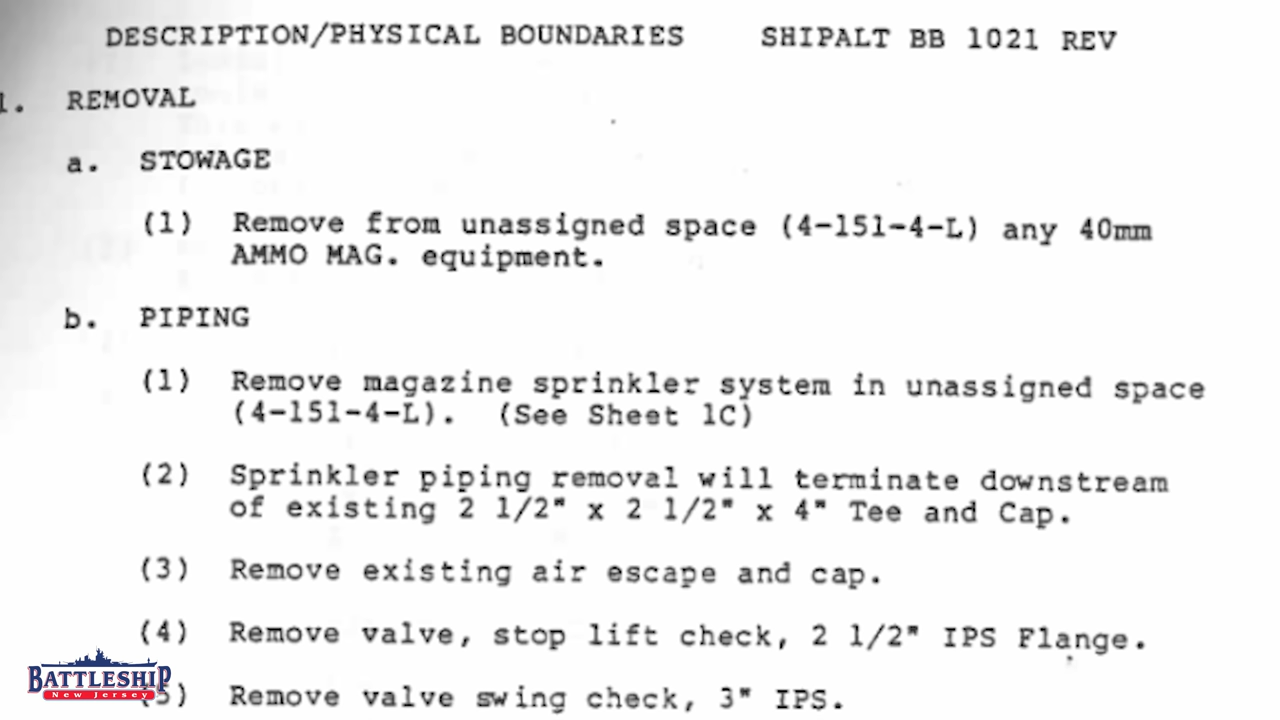 DESCRIPTION/PHYSICAL BOUNDARIES SHIPALT BB 1021 REV
1. REMOVAL
a. STOWAGE
(1) Remove from unassigned space (4-151-4-L) any 40mm
AMMO MAG. equipment.
b. PIPING
(1) Remove magazine sprinkler system in unassigned space
(4-151-4-L). (See Sheet 1C)
(2) Sprinkler piping removal will terminate downstream
of existing 2 1/2" x 2 1/2" x 4" Tee and Cap.
(3) Remove existing air escape and cap.
(4) Remove valve, stop lift check, 2 1/2" IPS Flange.
(5) Remove valve swing check, 3" IPS.
BATTLESHIP
New Jersey